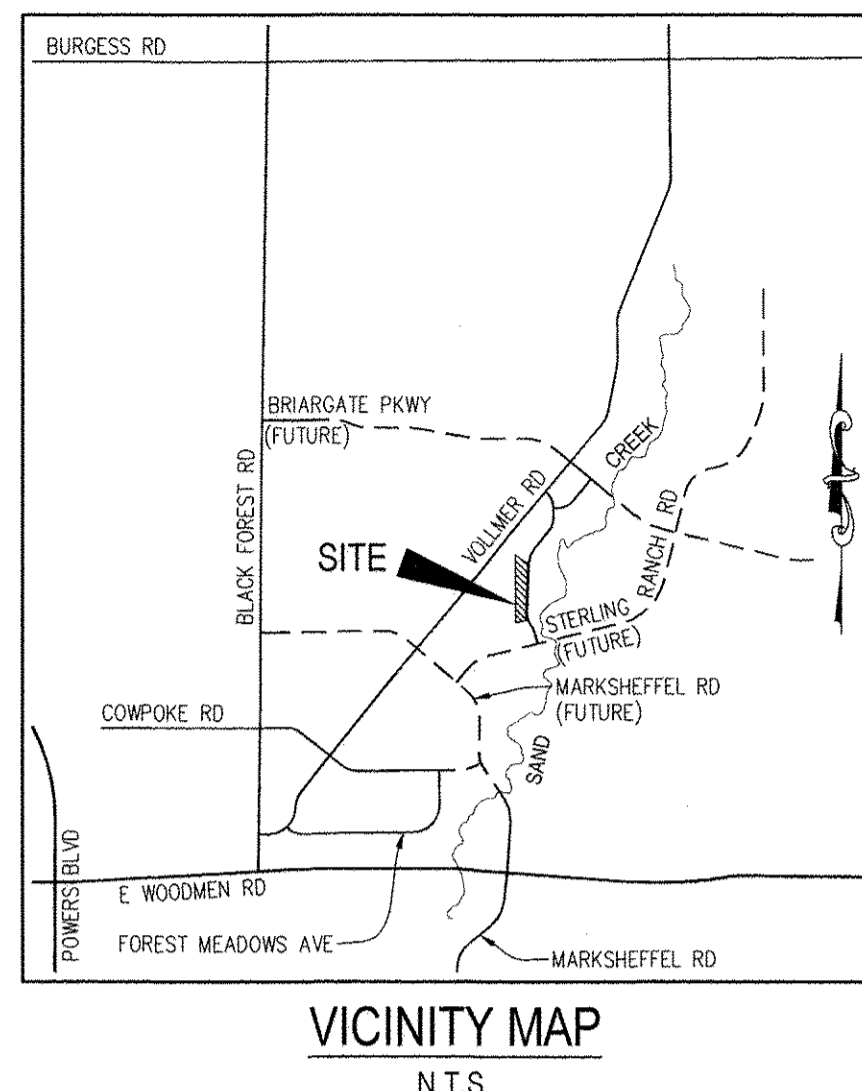 BURGESS RD
BRIARGATE PKWY
(FUTURE)
BLACK FOREST RD
VOLLMER RD
CREEK
SITE
RANCH RD
STERLING
(FUTURE)
MARKSHEFFEL RD
(FUTURE)
COWPOKE RD
SAND
POWERS BLVD
E WOODMEN RD
FOREST MEADOWS AVE
MARKSHEFFEL RD
VICINITY MAP
N.T.S.